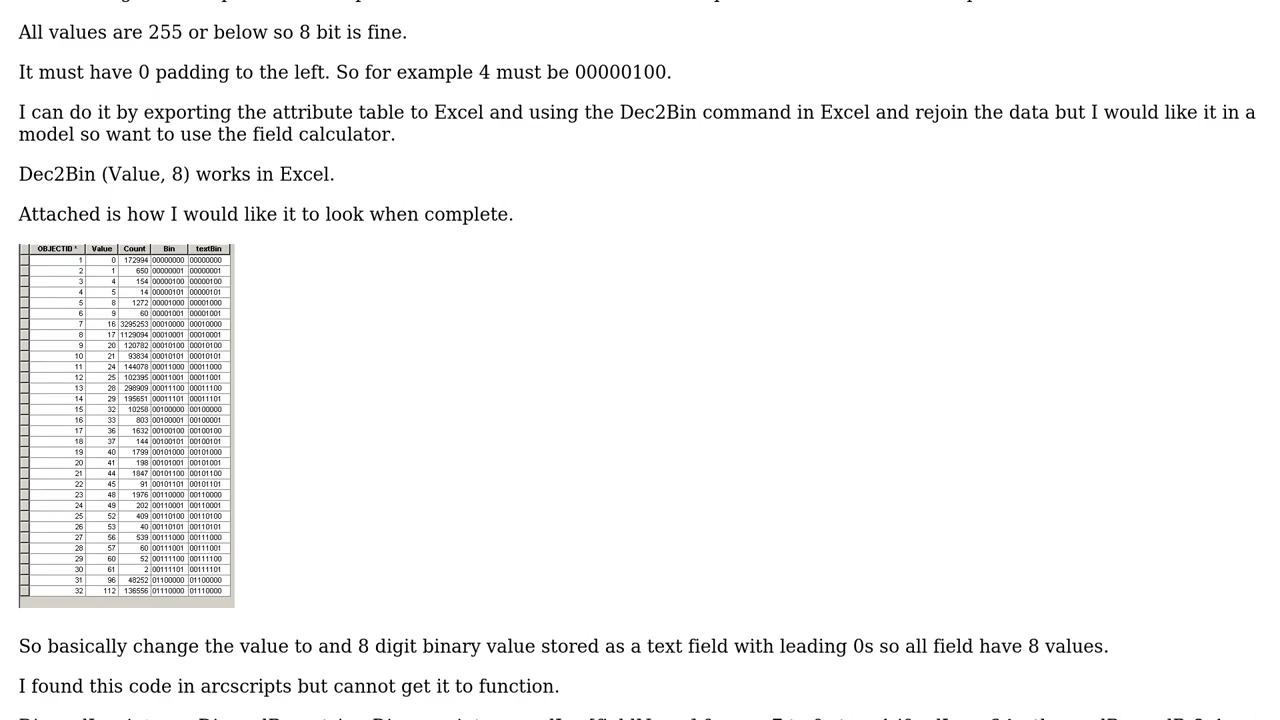 All values are 255 or below so 8 bit is fine.
It must have 0 padding to the left. So for example 4 must be 00000100.
I can do it by exporting the attribute table to Excel and using the Dec2Bin command in Excel and rejoin the data but I would like it in a
model so want to use the field calculator.
Dec2Bin (Value, 8) works in Excel.
Attached is how I would like it to look when complete.
OBJECTID * Value Count Bin textBin
1 0 172994 00000000 00000000
2 1 650 00000001 00000001
3 4 154 00000100 00000100
4 5 14 00000101 00000101
5 8 1272 00001000 00001000
6 9 60 00001001 00001001
7 16 3295253 00010000 00010000
8 17 1129094 00010001 00010001
9 20 120782 00010100 00010100
10 21 93834 00010101 00010101
11 24 144078 00011000 00011000
12 25 102395 00011001 00011001
13 28 298909 00011100 00011100
14 29 195651 00011101 00011101
15 32 10258 00100000 00100000
16 33 803 00100001 00100001
17 36 1632 00100100 00100100
18 37 144 00100101 00100101
19 40 1799 00101000 00101000
20 41 198 00101001 00101001
21 44 1847 00101100 00101100
22 45 91 00101101 00101101
23 48 1976 00110000 00110000
24 49 202 00110001 00110001
25 52 409 00110100 00110100
26 53 40 00110101 00110101
27 56 539 00111000 00111000
28 57 60 00111001 00111001
29 60 52 00111100 00111100
30 61 2 00111101 00111101
31 96 48252 01100000 01100000
32 112 136556 01110000 01110000
So basically change the value to and 8 digit binary value stored as a text field with leading 0s so all field have 8 values.
I found this code in arcscripts but cannot get it to function.